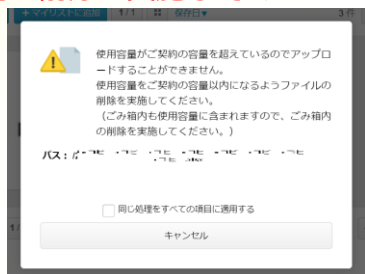 +マイリストに追加 1/1 保存日▼ 3件
使用容量がご契約の容量を超えているのでアップロ
ードすることができません。
使用容量をご契約の容量以内になるようファイルの
削除を実施してください。
（ごみ箱内も使用容量に含まれますので、ごみ箱内
の削除を実施してください。）
パス：
同じ処理をすべての項目に適用する
キャンセル